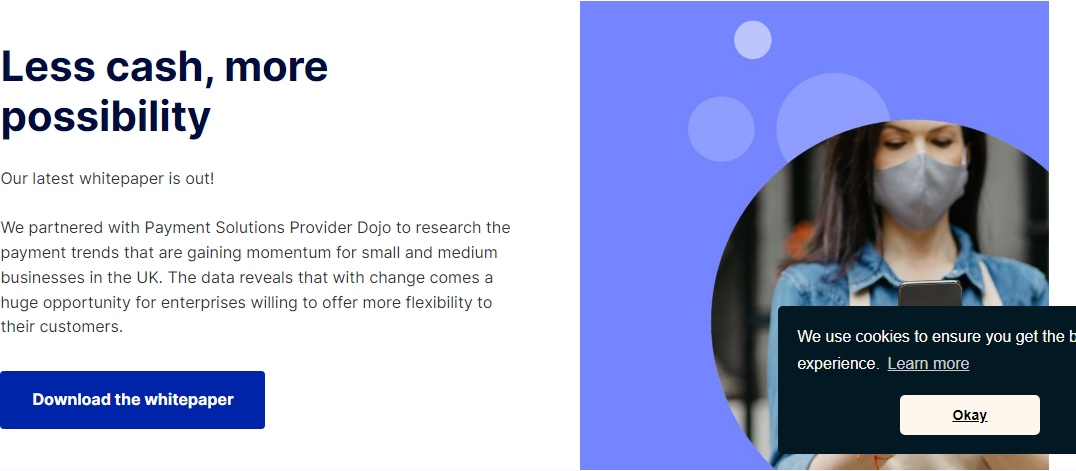 Less cash, more
possibility
Our latest whitepaper is out!
We partnered with Payment Solutions Provider Dojo to research the
payment trends that are gaining momentum for small and medium
businesses in the UK. The data reveals that with change comes a
huge opportunity for enterprises willing to offer more flexibility to
their customers.
Download the whitepaper
We use cookies to ensure you get the
experience. Learn more
Okay